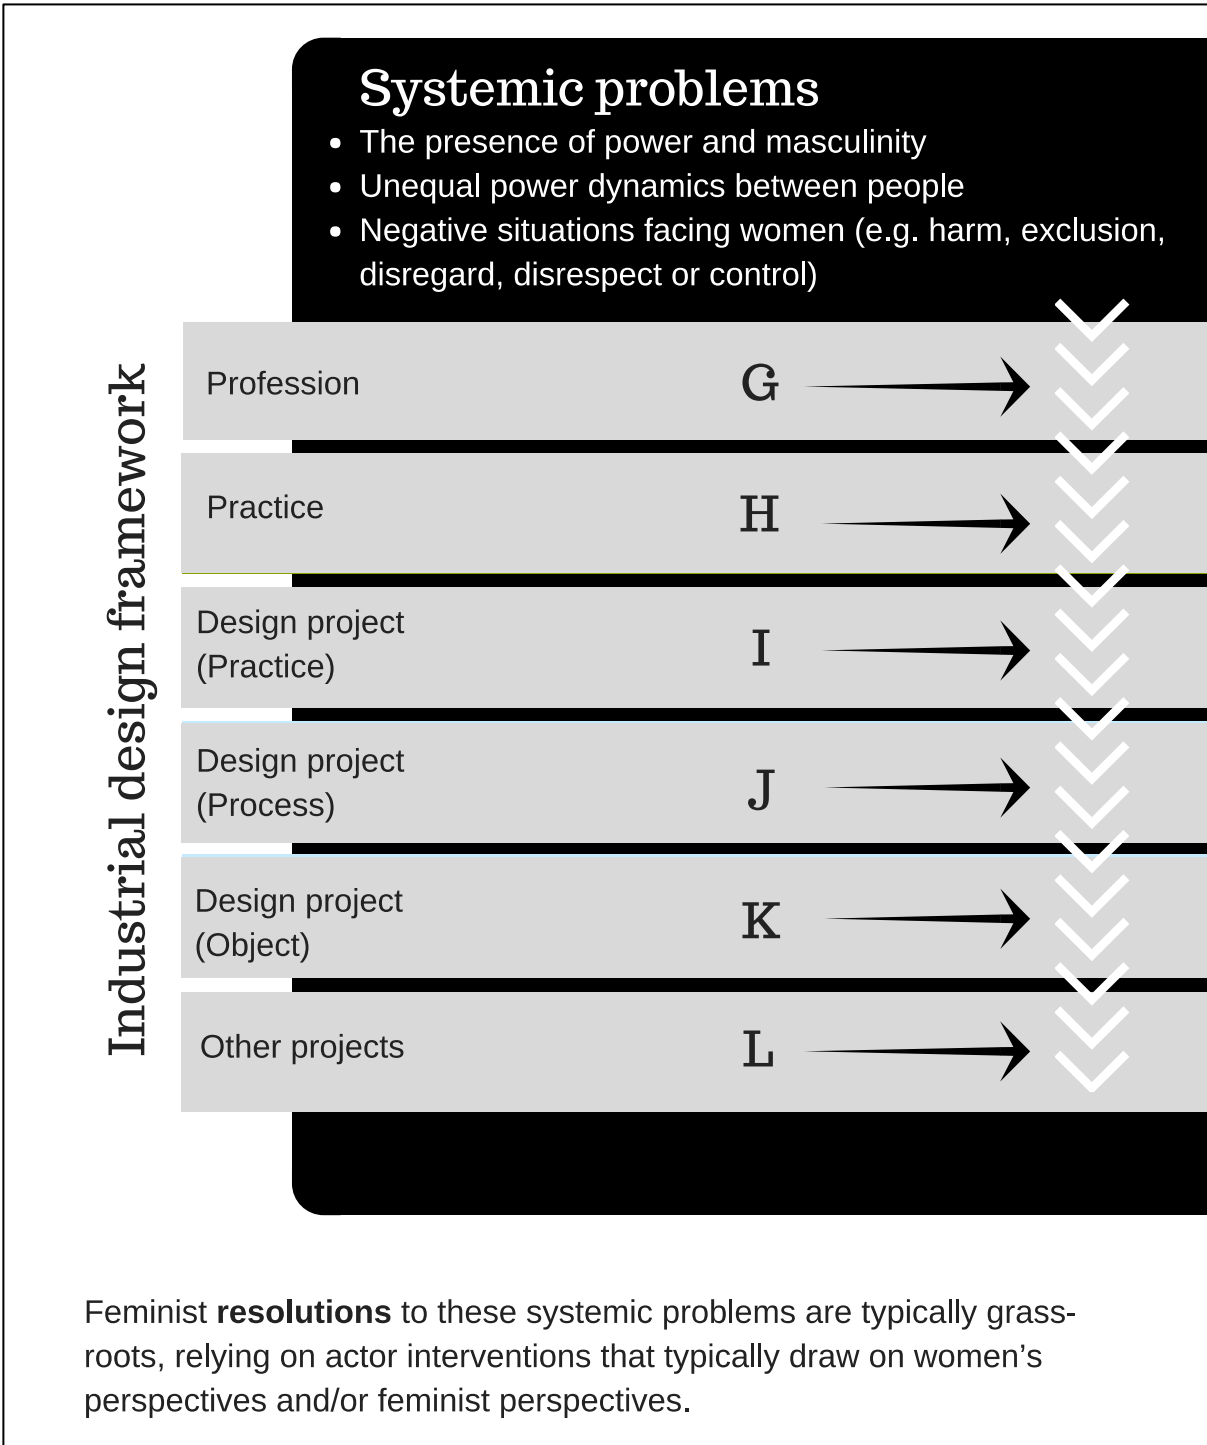 Systemic problems
• The presence of power and masculinity
• Unequal power dynamics between people
• Negative situations facing women (e.g. harm, exclusion,
disregard, disrespect or control)
Industrial design framework
Profession
G
Practice
H
Design project
(Practice)
I
Design project
(Process)
J
Design project
(Object)
K
Other projects
L
Feminist resolutions to these systemic problems are typically grass-
roots, relying on actor interventions that typically draw on women’s
perspectives and/or feminist perspectives.